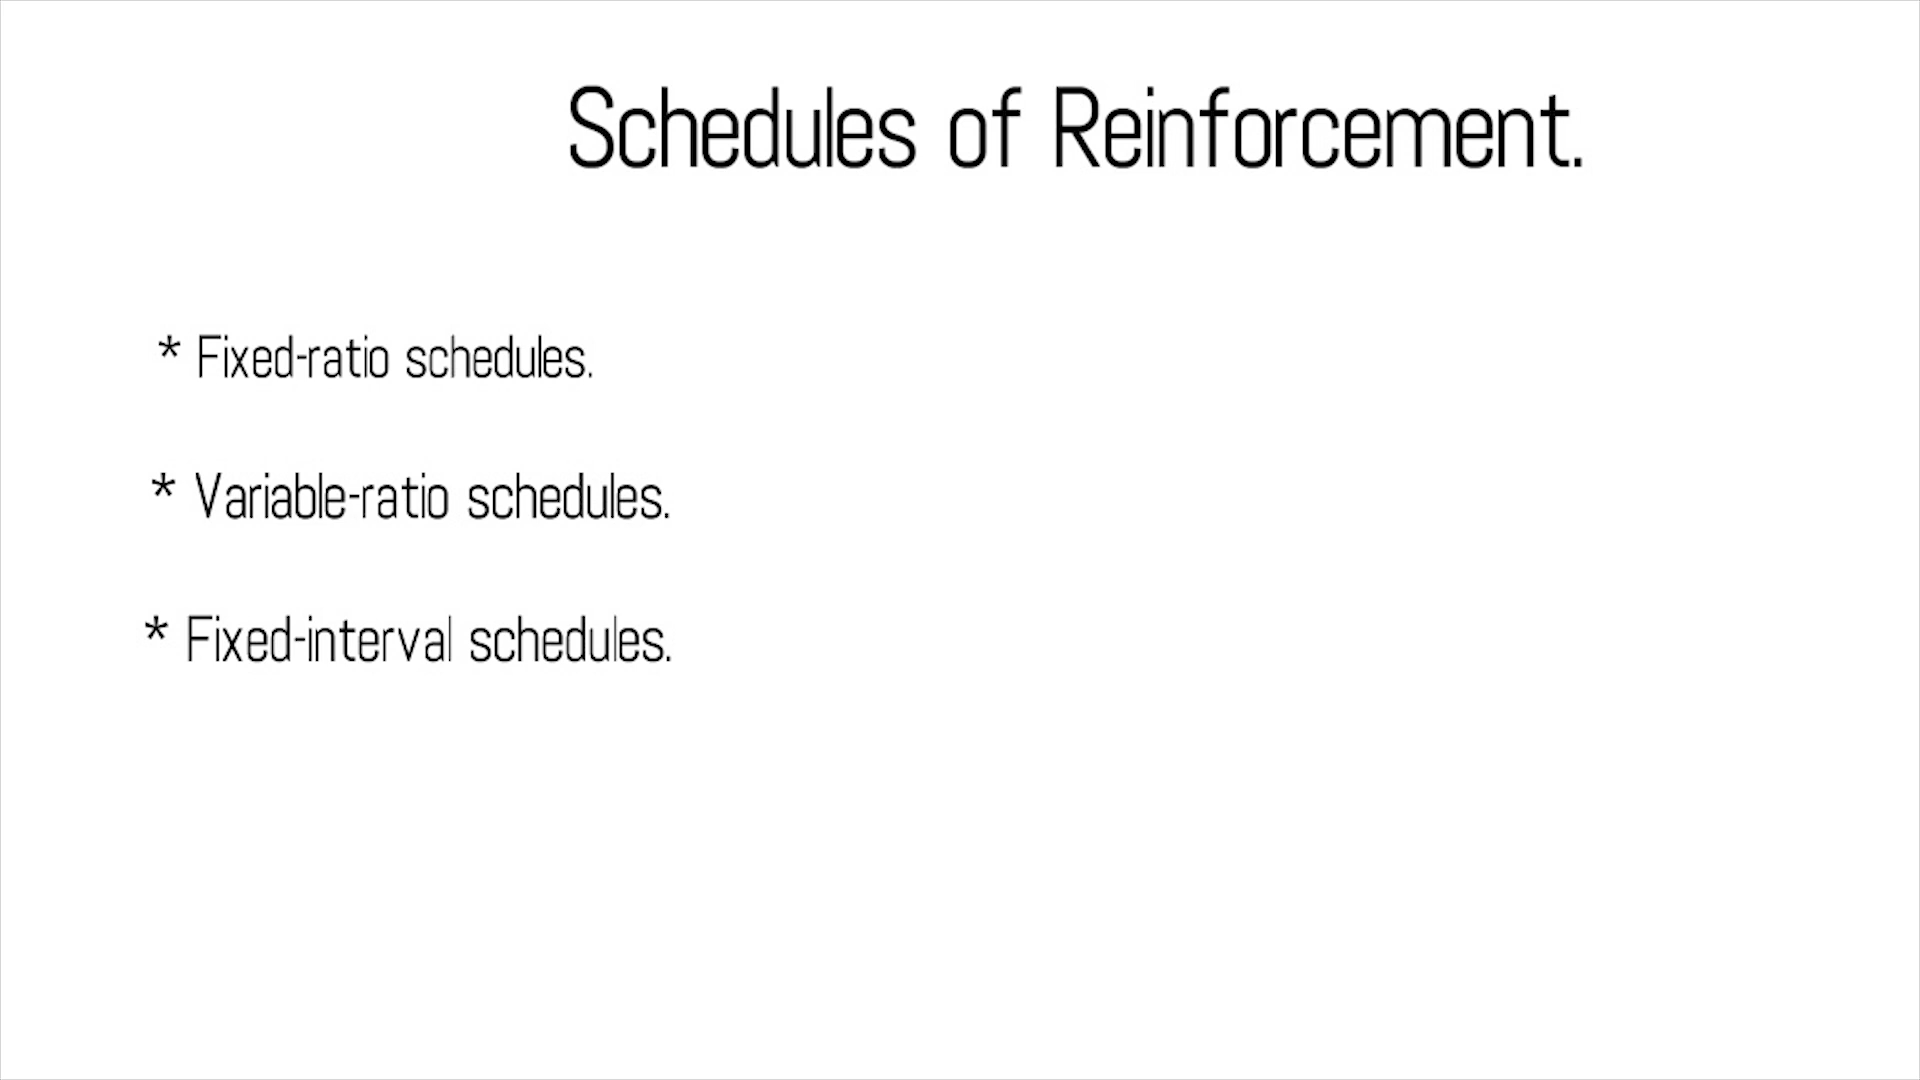 Schedules of Reinforcement.
* Fixed-ratio schedules.
* Variable-ratio schedules.
* Fixed-interval schedules.